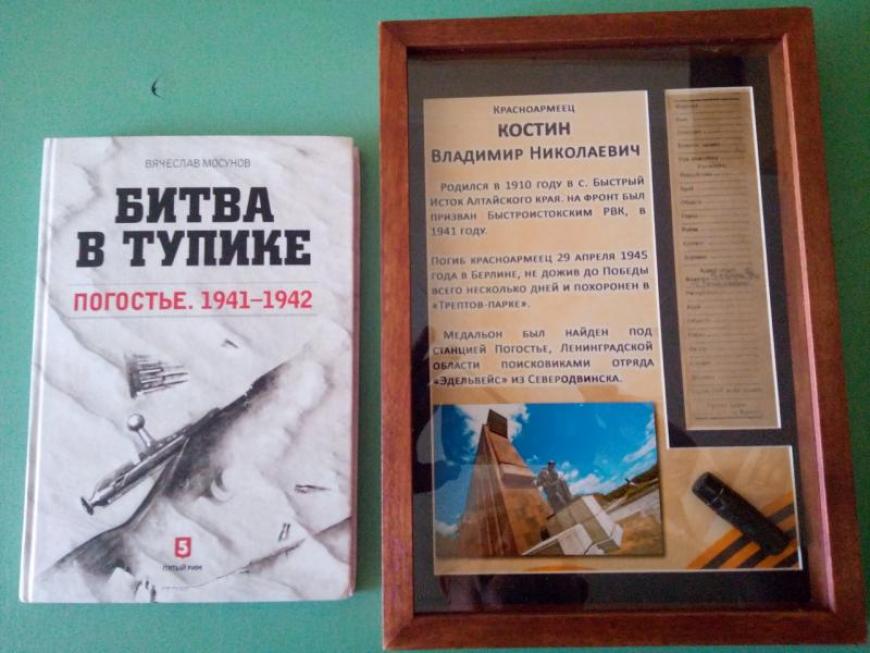 ВЯЧЕСЛАВ МОСУНОВ
БИТВА
В ТУПИКЕ
ПОГОСТЬЕ. 1941–1942
5
ПЯТЫЙ РИМ
КРАСНОАРМЕЕЦ
КОСТИН
ВЛАДИМИР НИКОЛАЕВИЧ
РОДИЛСЯ В 1910 ГОДУ В С. БЫСТРЫЙ
ИСТОК АЛТАЙСКОГО КРАЯ. НА ФРОНТ БЫЛ
ПРИЗВАН БЫСТРОИСТОКСКИМ РВК, В
1941 ГОДУ.
ПОГИБ КРАСНОАРМЕЕЦ 29 АПРЕЛЯ 1945
ГОДА В БЕРЛИНЕ, НЕ ДОЖИВ ДО ПОБЕДЫ
ВСЕГО НЕСКОЛЬКО ДНЕЙ И ПОХОРОНЕН В
«ТРЕПТОВ-ПАРКЕ».
МЕДАЛЬОН БЫЛ НАЙДЕН ПОД
СТАНЦИЕЙ ПОГОСТЬЕ, ЛЕНИНГРАДСКОЙ
ОБЛАСТИ ПОИСКОВИКАМИ ОТРЯДА
«ЭДЕЛЬВЕЙС» ИЗ СЕВЕРОДВИНСКА.